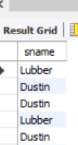 Result Grid
sname
Lubber
Dustin
Dustin
Lubber
Dustin